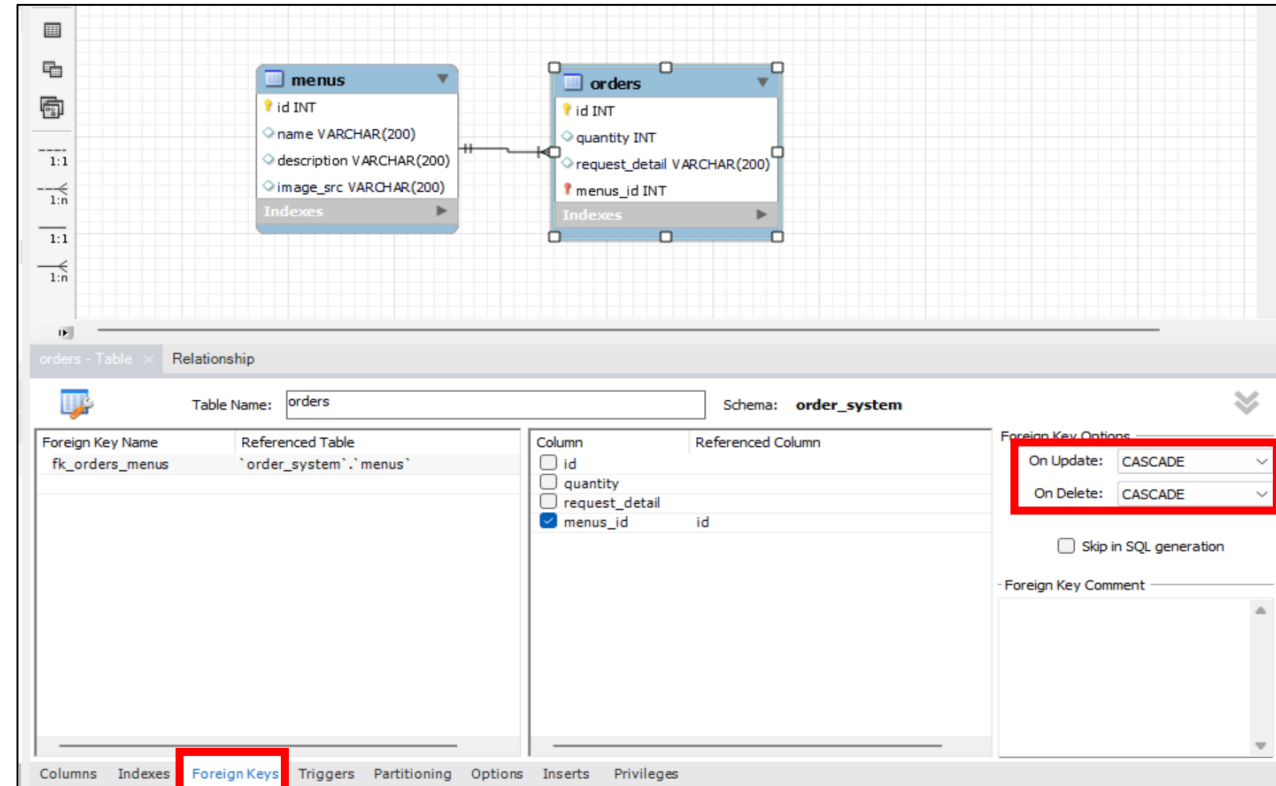 menus
id INT
name VARCHAR(200)
description VARCHAR(200)
image_src VARCHAR(200)
Indexes
orders
id INT
quantity INT
request_detail VARCHAR(200)
menus_id INT
Indexes
1:1
1:n
1:1
1:n
orders - Table × Relationship
Table Name: orders Schema: order_system
Foreign Key Name Referenced Table
fk_orders_menus `order_system`.`menus`
Column Referenced Column
id
quantity
request_detail
menus_id id
Foreign Key Options
On Update: CASCADE
On Delete: CASCADE
Skip in SQL generation
Foreign Key Comment
Columns Indexes Foreign Keys Triggers Partitioning Options Inserts Privileges